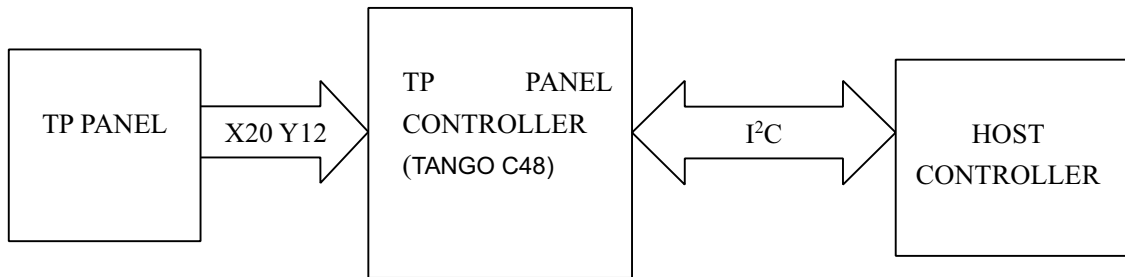 TP PANEL
X20 Y12
TP PANEL
CONTROLLER
(TANGO C48)
I²C
HOST
CONTROLLER